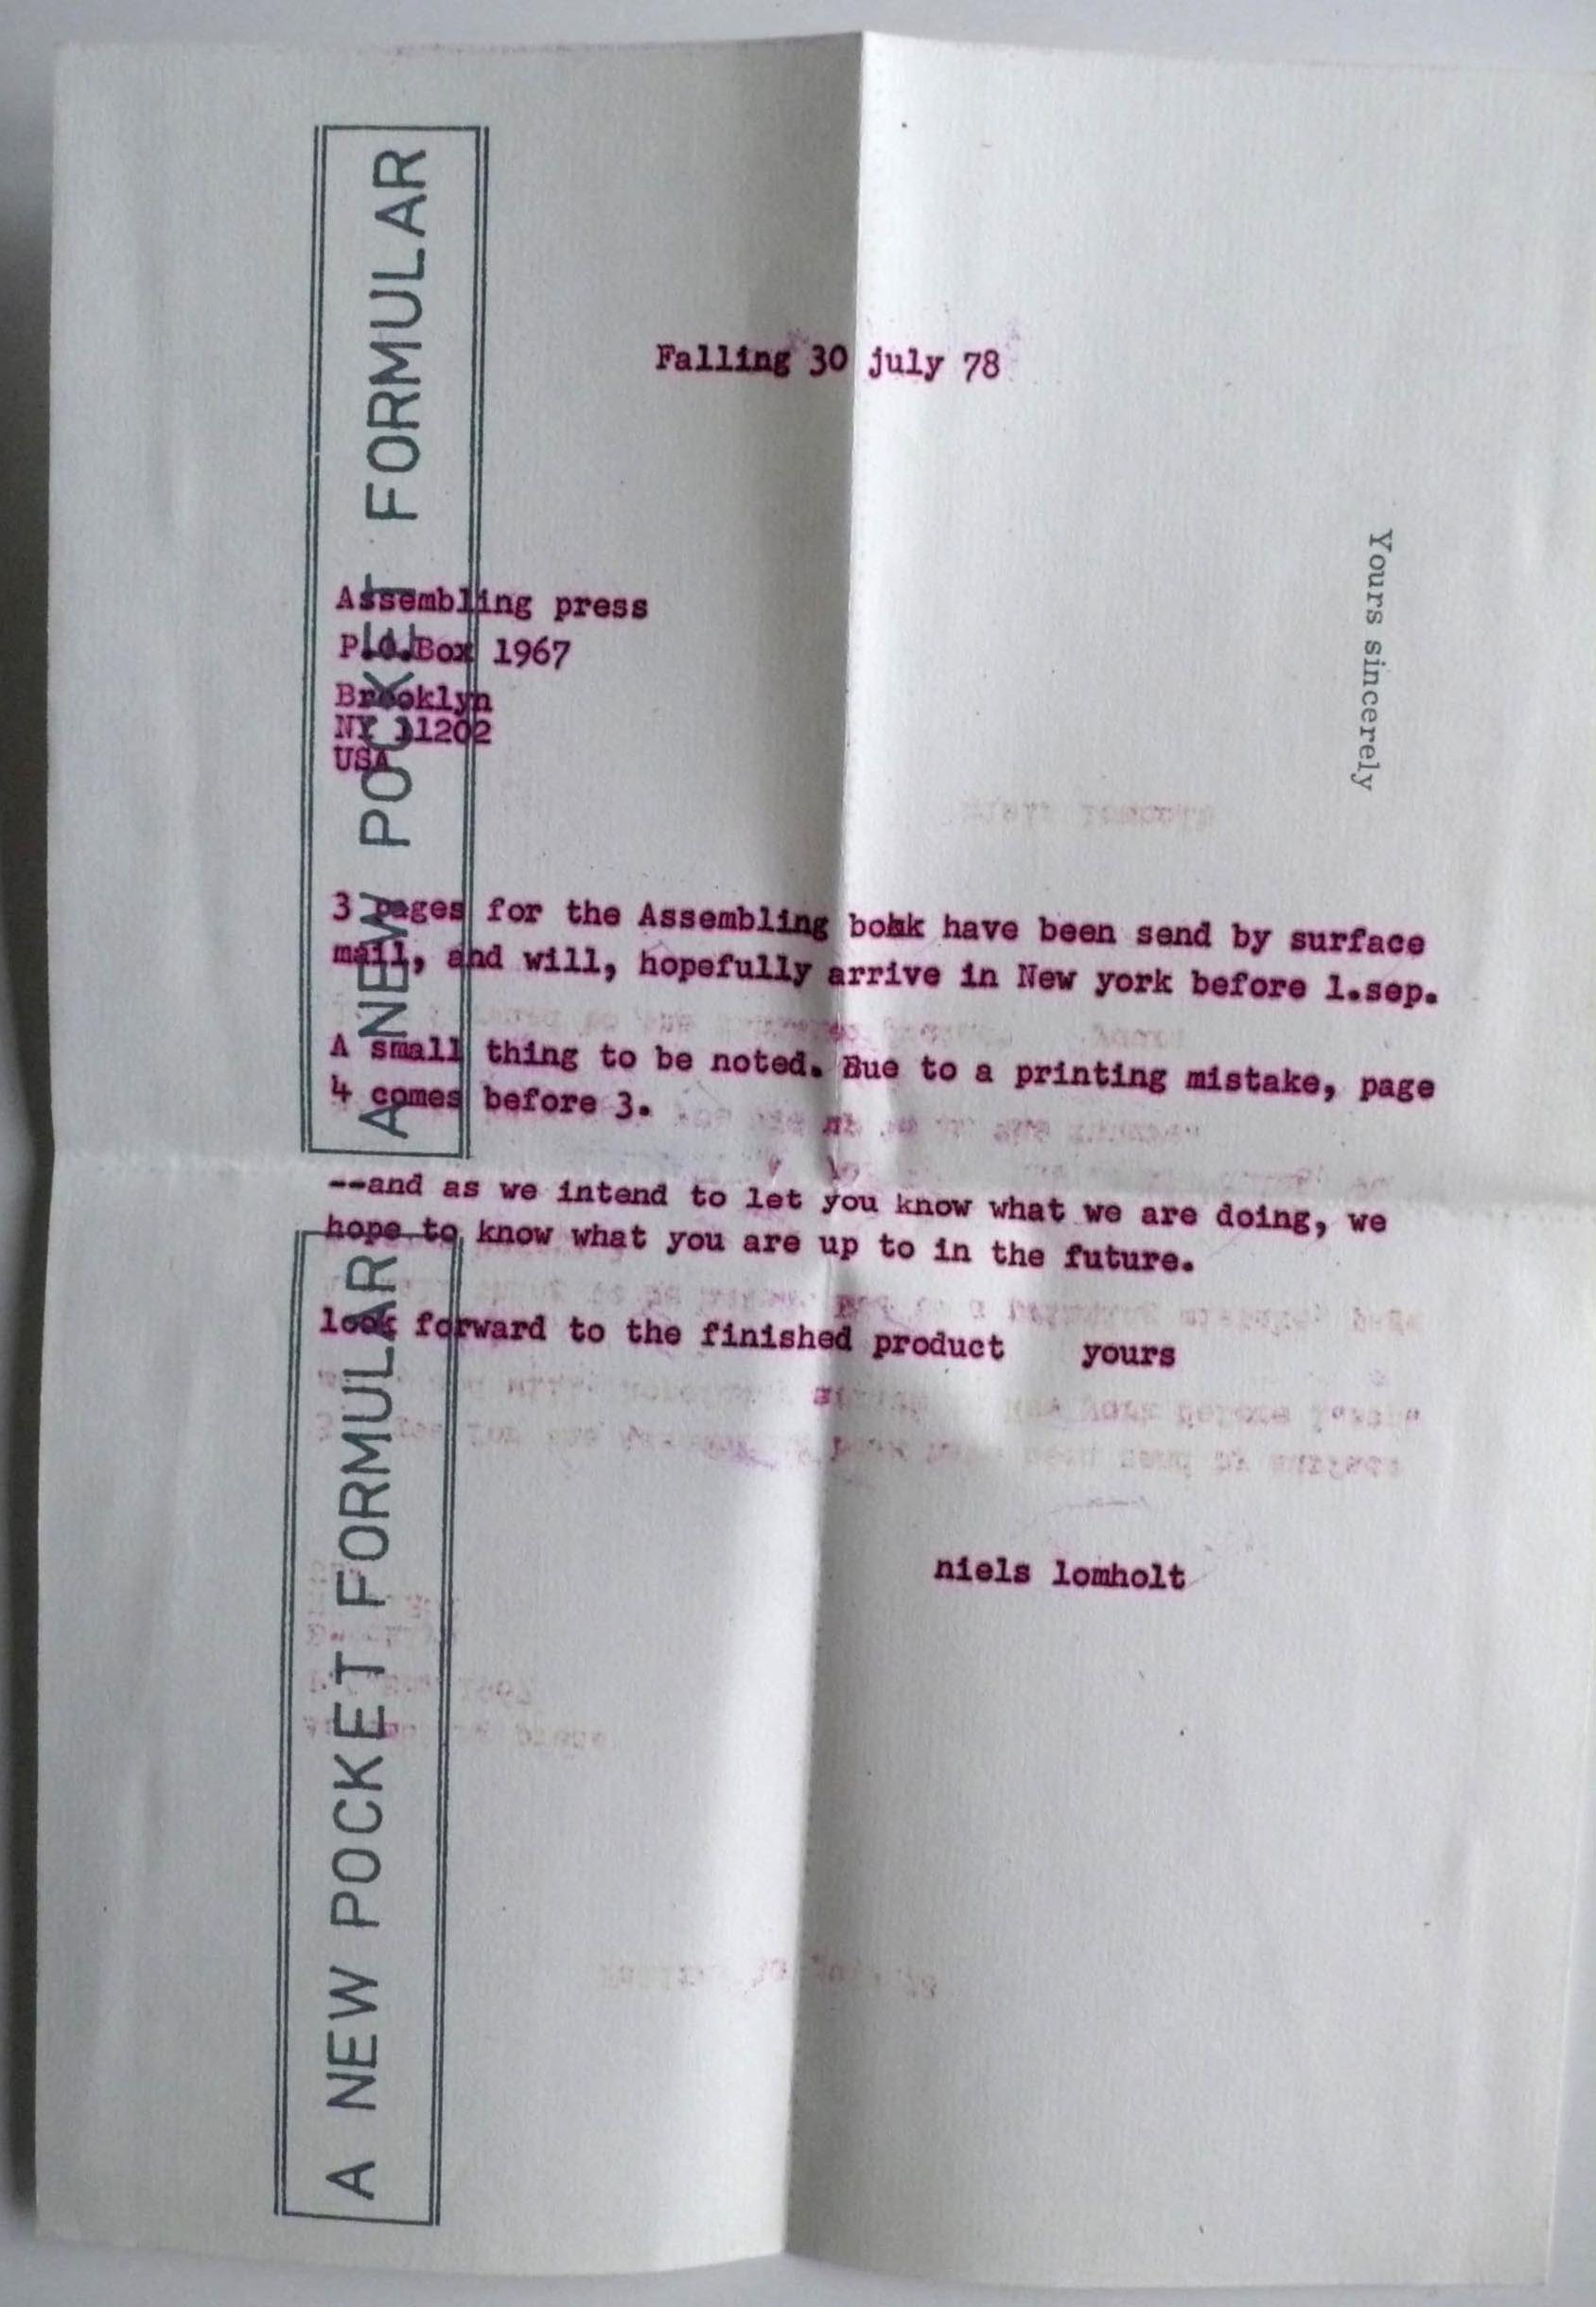 A NEW POCKET FORMULAR
Falling 30 july 78
Yours sincerely
Assembling press
P.O.Box 1967
Brooklyn
NY 11202
USA
3 pages for the Assembling book have been send by surface
mail, and will, hopefully arrive in New york before 1.sep.
A small thing to be noted. Due to a printing mistake, page
4 comes before 3.
--and as we intend to let you know what we are doing, we
hope to know what you are up to in the future.
look forward to the finished product yours
niels lomholt
A NEW POCKET FORMULAR